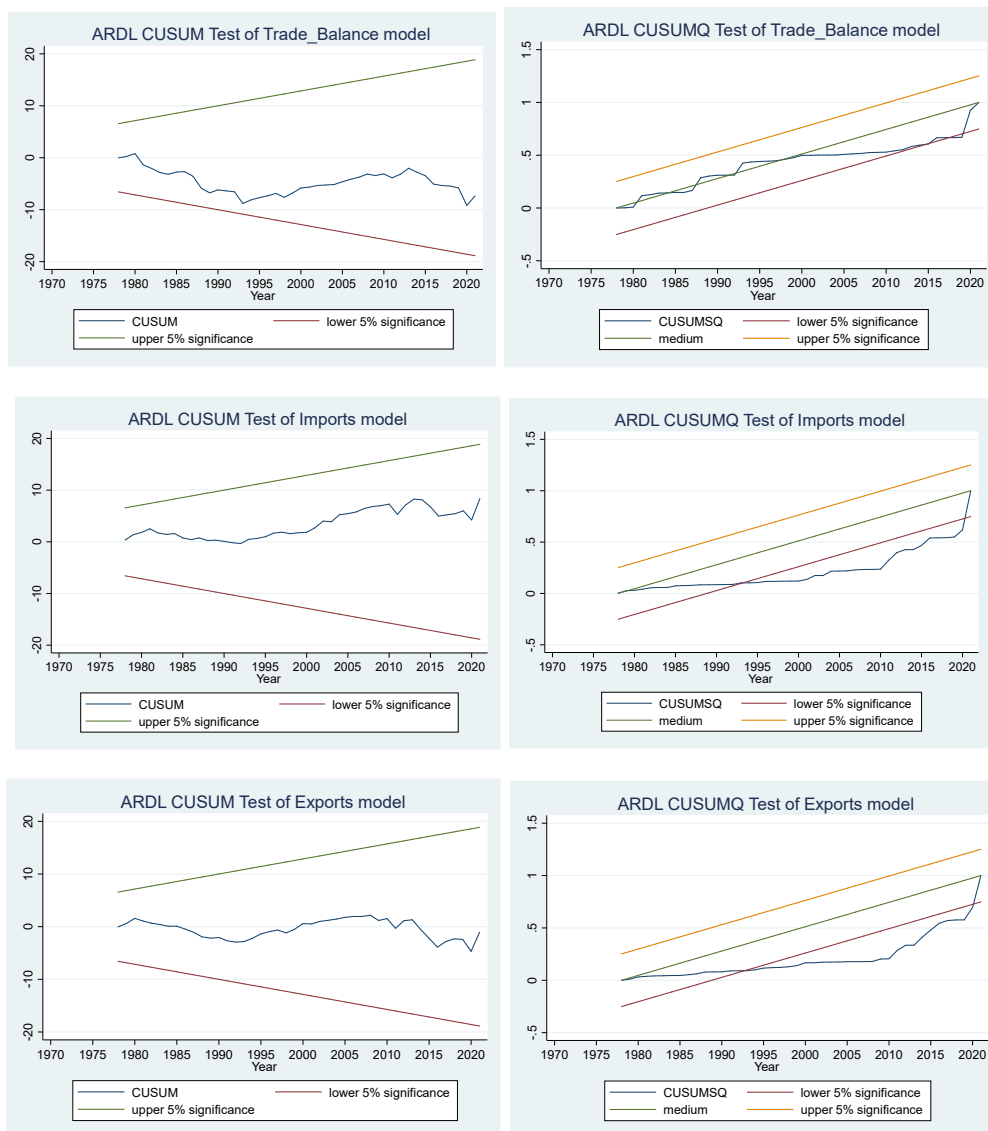 ARDL CUSUM Test of Trade_Balance model
20
10
0
-10
-20
1970 1975 1980 1985 1990 1995 2000 2005 2010 2015 2020
Year
CUSUM lower 5% significance
upper 5% significance
ARDL CUSUMQ Test of Trade_Balance model
1.5
1
.5
0
-.5
1970 1975 1980 1985 1990 1995 2000 2005 2010 2015 2020
Year
CUSUMSQ lower 5% significance
medium upper 5% significance
ARDL CUSUM Test of Imports model
20
10
0
-10
-20
1970 1975 1980 1985 1990 1995 2000 2005 2010 2015 2020
Year
CUSUM lower 5% significance
upper 5% significance
ARDL CUSUMQ Test of Imports model
1.5
1
.5
0
-.5
1970 1975 1980 1985 1990 1995 2000 2005 2010 2015 2020
Year
CUSUMSQ lower 5% significance
medium upper 5% significance
ARDL CUSUM Test of Exports model
20
10
0
-10
-20
1970 1975 1980 1985 1990 1995 2000 2005 2010 2015 2020
Year
CUSUM lower 5% significance
upper 5% significance
ARDL CUSUMQ Test of Exports model
1.5
1
.5
0
-.5
1970 1975 1980 1985 1990 1995 2000 2005 2010 2015 2020
Year
CUSUMSQ lower 5% significance
medium upper 5% significance